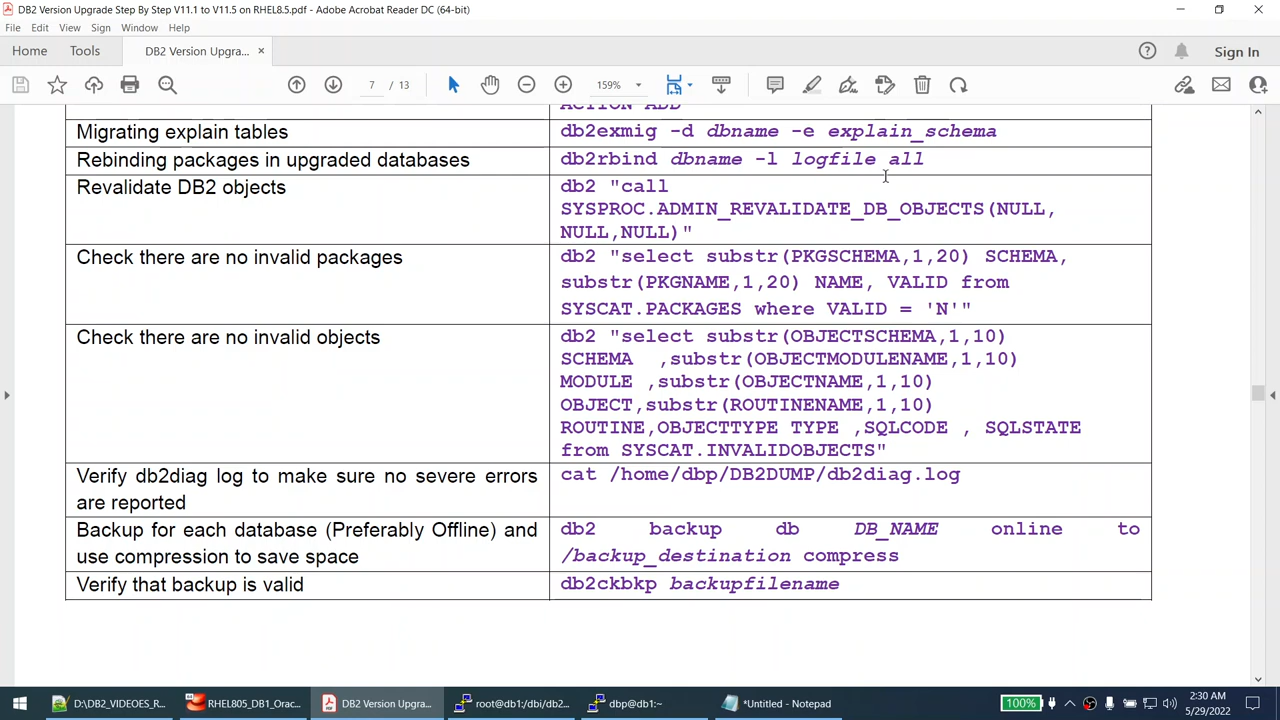 DB2 Version Upgrade Step By Step V11.1 to V11.5 on RHEL8.5.pdf - Adobe Acrobat Reader DC (64-bit)
File Edit View Sign Window Help
Home Tools DB2 Version Upgra... × Sign In
7 / 13 159%
ACTION ADD
Migrating explain tables
db2exmig -d dbname -e explain_schema
Rebinding packages in upgraded databases
db2rbind dbname -l logfile all
Revalidate DB2 objects
db2 "call
SYSPROC.ADMIN_REVALIDATE_DB_OBJECTS(NULL,
NULL,NULL)"
Check there are no invalid packages
db2 "select substr(PKGSCHEMA,1,20) SCHEMA,
substr(PKGNAME,1,20) NAME, VALID from
SYSCAT.PACKAGES where VALID = 'N'"
Check there are no invalid objects
db2 "select substr(OBJECTSCHEMA,1,10)
SCHEMA ,substr(OBJECTMODULENAME,1,10)
MODULE ,substr(OBJECTNAME,1,10)
OBJECT,substr(ROUTINENAME,1,10)
ROUTINE,OBJECTTYPE TYPE ,SQLCODE , SQLSTATE
from SYSCAT.INVALIDOBJECTS"
Verify db2diag log to make sure no severe errors
are reported
cat /home/dbp/DB2DUMP/db2diag.log
Backup for each database (Preferably Offline) and
use compression to save space
db2 backup db DB_NAME online to
/backup_destination compress
Verify that backup is valid
db2ckbkp backupfilename
D:\DB2_VIDEOES_R... RHEL805_DB1_Orac... DB2 Version Upgra... root@db1:/dbi/db2... dbp@db1:~ *Untitled - Notepad 100% 2:30 AM
5/29/2022